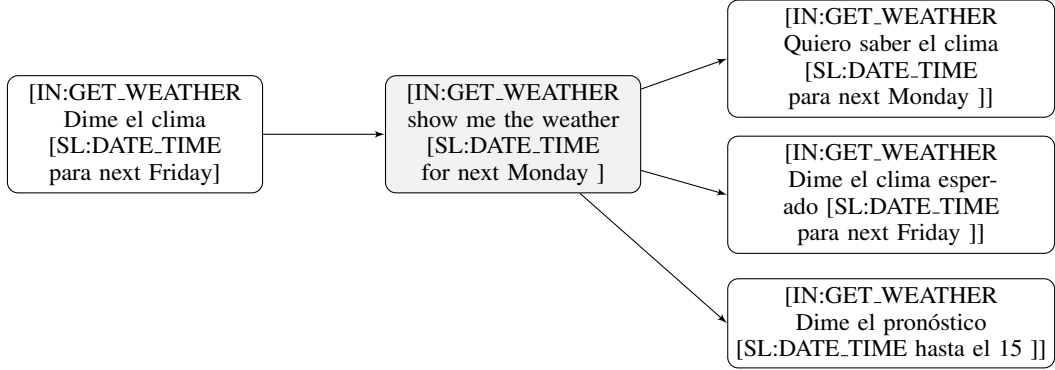 [IN:GET_WEATHER
Dime el clima
[SL:DATE_TIME
para next Friday]
[IN:GET_WEATHER
show me the weather
[SL:DATE_TIME
for next Monday ]
[IN:GET_WEATHER
Quiero saber el clima
[SL:DATE_TIME
para next Monday ]]
[IN:GET_WEATHER
Dime el clima esper-
ado [SL:DATE_TIME
para next Friday ]]
[IN:GET_WEATHER
Dime el pronóstico
[SL:DATE_TIME hasta el 15 ]]